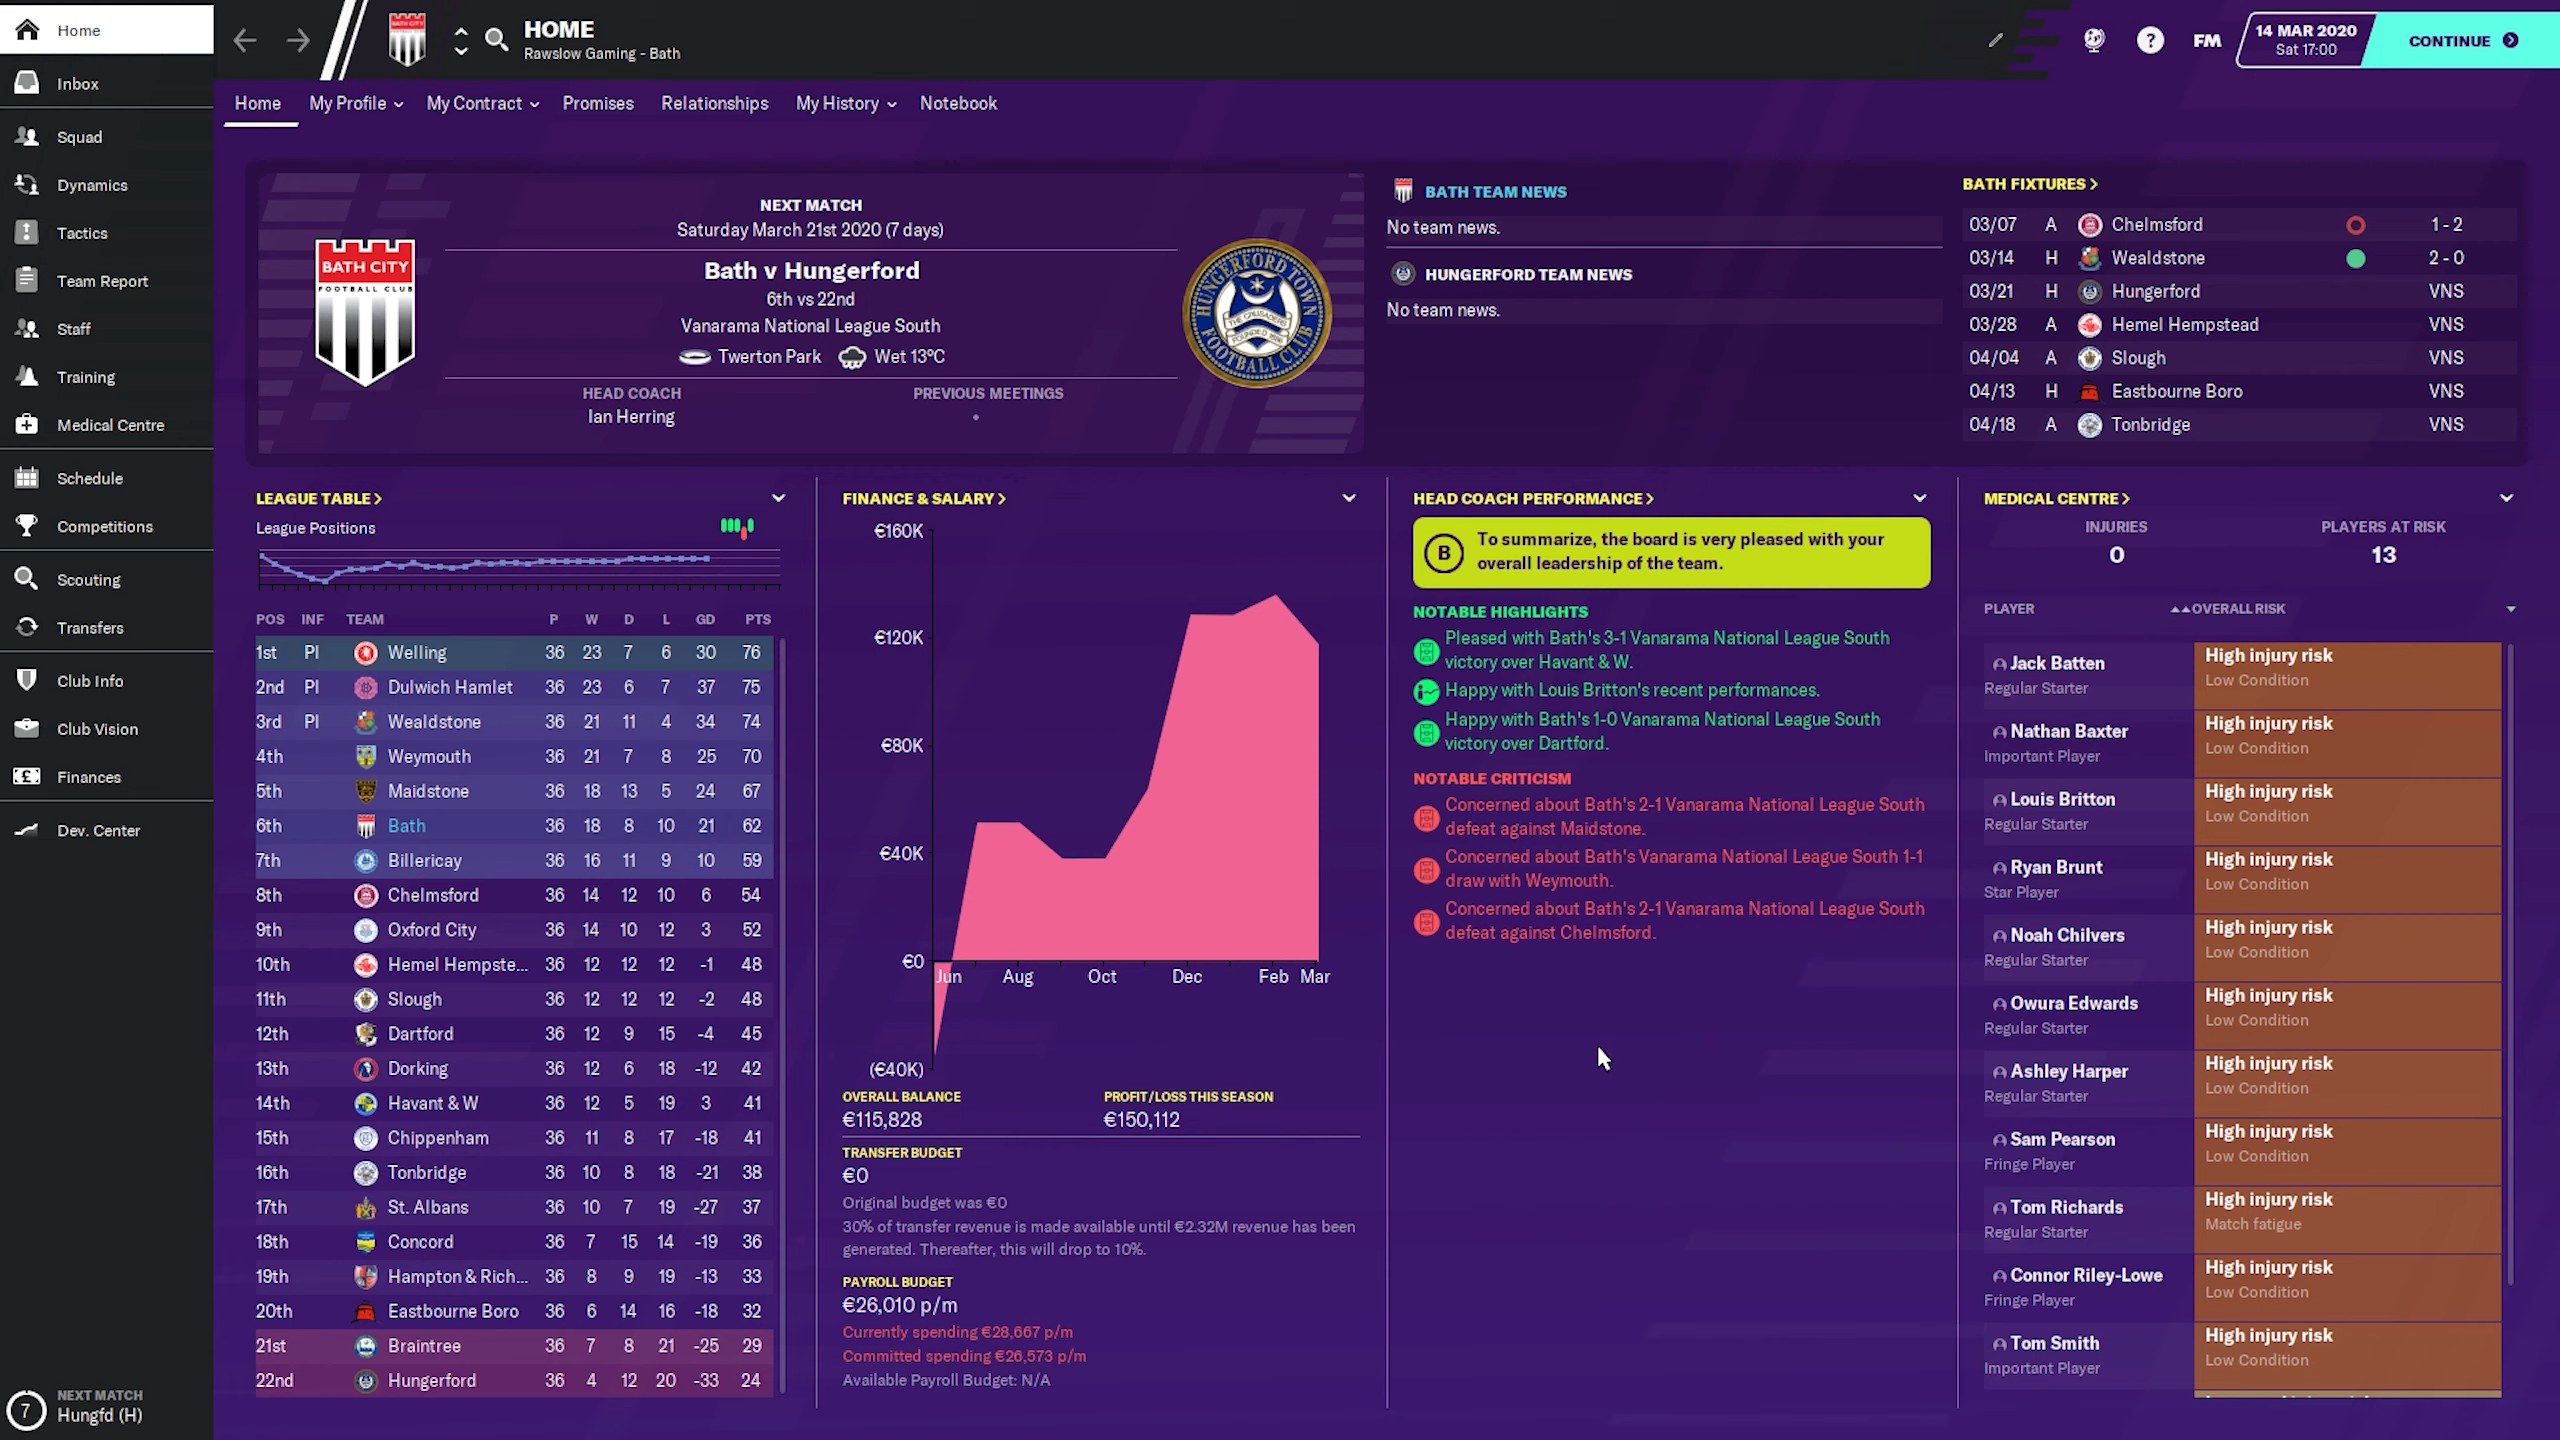 Home
Inbox
Squad
Dynamics
Tactics
Team Report
Staff
Training
Medical Centre
Schedule
Competitions
Scouting
Transfers
Club Info
Club Vision
Finances
Dev. Center
7
NEXT MATCH
Hungfd (H)
HOME
Rawslow Gaming - Bath
?
FM
14 MAR 2020
Sat 17:00
CONTINUE
Home My Profile My Contract Promises Relationships My History Notebook
NEXT MATCH
Saturday March 21st 2020 (7 days)
Bath v Hungerford
6th vs 22nd
Vanarama National League South
Twerton Park Wet 13°C
HEAD COACH PREVIOUS MEETINGS
Ian Herring
BATH CITY
FOOTBALL CLUB
HUNGERFORD TOWN
FOOTBALL CLUB
THE CRUSADERS
BATH TEAM NEWS
No team news.
HUNGERFORD TEAM NEWS
No team news.
BATH FIXTURES >
03/07 A Chelmsford 1 - 2
03/14 H Wealdstone 2 - 0
03/21 H Hungerford VNS
03/28 A Hemel Hempstead VNS
04/04 A Slough VNS
04/13 H Eastbourne Boro VNS
04/18 A Tonbridge VNS
LEAGUE TABLE >
League Positions
POS INF TEAM P W D L GD PTS
1st Pl Welling 36 23 7 6 30 76
2nd Pl Dulwich Hamlet 36 23 6 7 37 75
3rd Pl Wealdstone 36 21 11 4 34 74
4th Weymouth 36 21 7 8 25 70
5th Maidstone 36 18 13 5 24 67
6th Bath 36 18 8 10 21 62
7th Billericay 36 16 11 9 10 59
8th Chelmsford 36 14 12 10 6 54
9th Oxford City 36 14 10 12 3 52
10th Hemel Hempste... 36 12 12 12 -1 48
11th Slough 36 12 12 12 -2 48
12th Dartford 36 12 9 15 -4 45
13th Dorking 36 12 6 18 -12 42
14th Havant & W 36 12 5 19 3 41
15th Chippenham 36 11 8 17 -18 41
16th Tonbridge 36 10 8 18 -21 38
17th St. Albans 36 10 7 19 -27 37
18th Concord 36 7 15 14 -19 36
19th Hampton & Rich... 36 8 9 19 -13 33
20th Eastbourne Boro 36 6 14 16 -18 32
21st Braintree 36 7 8 21 -25 29
22nd Hungerford 36 4 12 20 -33 24
FINANCE & SALARY >
€160K
€120K
€80K
€40K
€0
(€40K)
Jun Aug Oct Dec Feb Mar
OVERALL BALANCE PROFIT/LOSS THIS SEASON
€115,828 €150,112
TRANSFER BUDGET
€0
Original budget was €0
30% of transfer revenue is made available until €2.32M revenue has been
generated. Thereafter, this will drop to 10%.
PAYROLL BUDGET
€26,010 p/m
Currently spending €28,667 p/m
Committed spending €26,573 p/m
Available Payroll Budget: N/A
HEAD COACH PERFORMANCE >
B
To summarize, the board is very pleased with your
overall leadership of the team.
NOTABLE HIGHLIGHTS
Pleased with Bath's 3-1 Vanarama National League South
victory over Havant & W.
Happy with Louis Britton's recent performances.
Happy with Bath's 1-0 Vanarama National League South
victory over Dartford.
NOTABLE CRITICISM
Concerned about Bath's 2-1 Vanarama National League South
defeat against Maidstone.
Concerned about Bath's Vanarama National League South 1-1
draw with Weymouth.
Concerned about Bath's 2-1 Vanarama National League South
defeat against Chelmsford.
MEDICAL CENTRE >
INJURIES PLAYERS AT RISK
0 13
PLAYER OVERALL RISK
Jack Batten High injury risk
Regular Starter Low Condition
Nathan Baxter High injury risk
Important Player Low Condition
Louis Britton High injury risk
Regular Starter Low Condition
Ryan Brunt High injury risk
Star Player Low Condition
Noah Chilvers High injury risk
Regular Starter Low Condition
Owura Edwards High injury risk
Regular Starter Low Condition
Ashley Harper High injury risk
Regular Starter Low Condition
Sam Pearson High injury risk
Fringe Player Low Condition
Tom Richards High injury risk
Regular Starter Match fatigue
Connor Riley-Lowe High injury risk
Fringe Player Low Condition
Tom Smith High injury risk
Important Player Low Condition